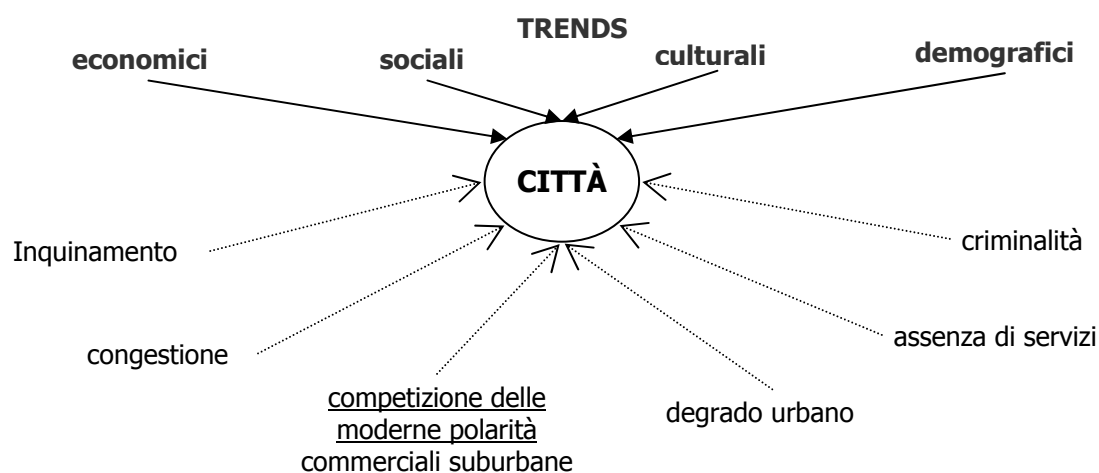 TRENDS
economici
sociali
culturali
demografici
CITTÀ
Inquinamento
criminalità
congestione
assenza di servizi
competizione delle
moderne polarità
commerciali suburbane
degrado urbano